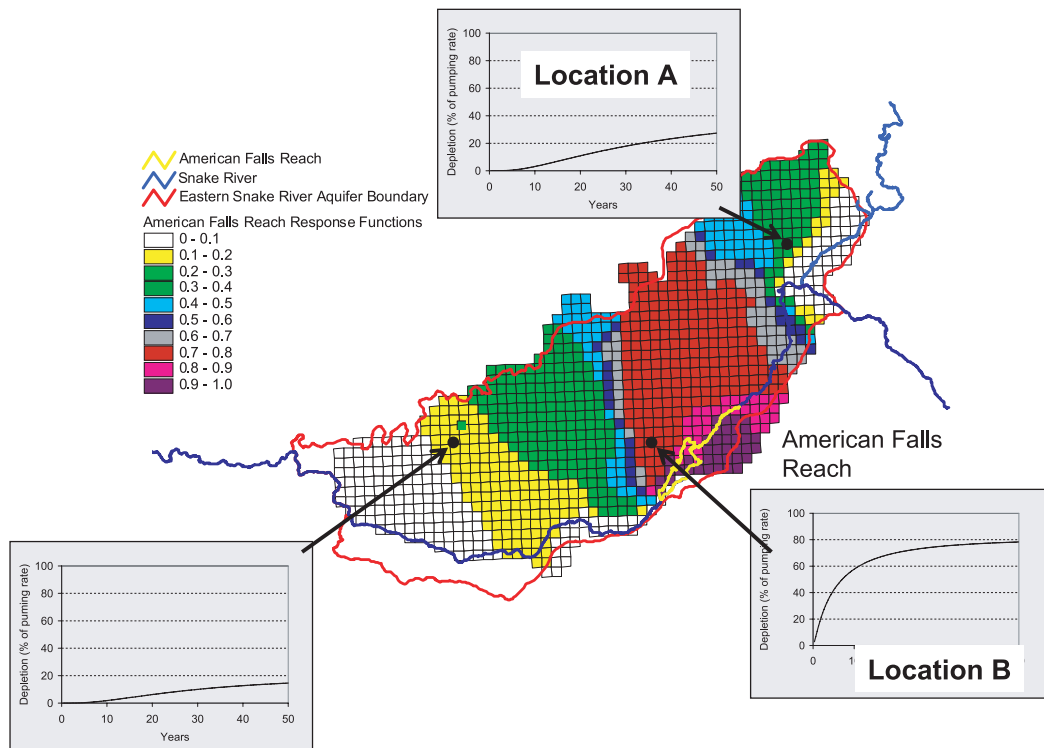 100
80
60
40
20
0
Depletion (% of pumping rate)
Location A
0 10 20 30 40 50
Years
American Falls Reach
Snake River
Eastern Snake River Aquifer Boundary
American Falls Reach Response Functions
0 - 0.1
0.1 - 0.2
0.2 - 0.3
0.3 - 0.4
0.4 - 0.5
0.5 - 0.6
0.6 - 0.7
0.7 - 0.8
0.8 - 0.9
0.9 - 1.0
American Falls
Reach
100
80
60
40
20
0
Depletion (% of pumping rate)
0
Location B
100
80
60
40
20
0
Depletion (% of puming rate)
0 10 20 30 40 50
Years